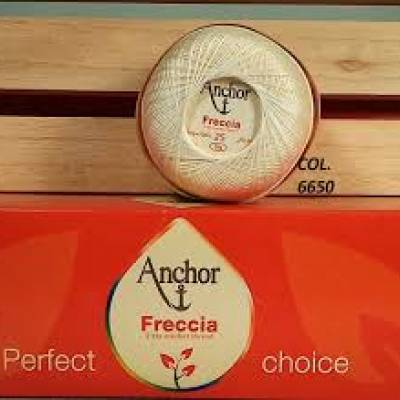 Anchor
Freccia
25
COL.
6650
Anchor
Freccia
Perfect choice